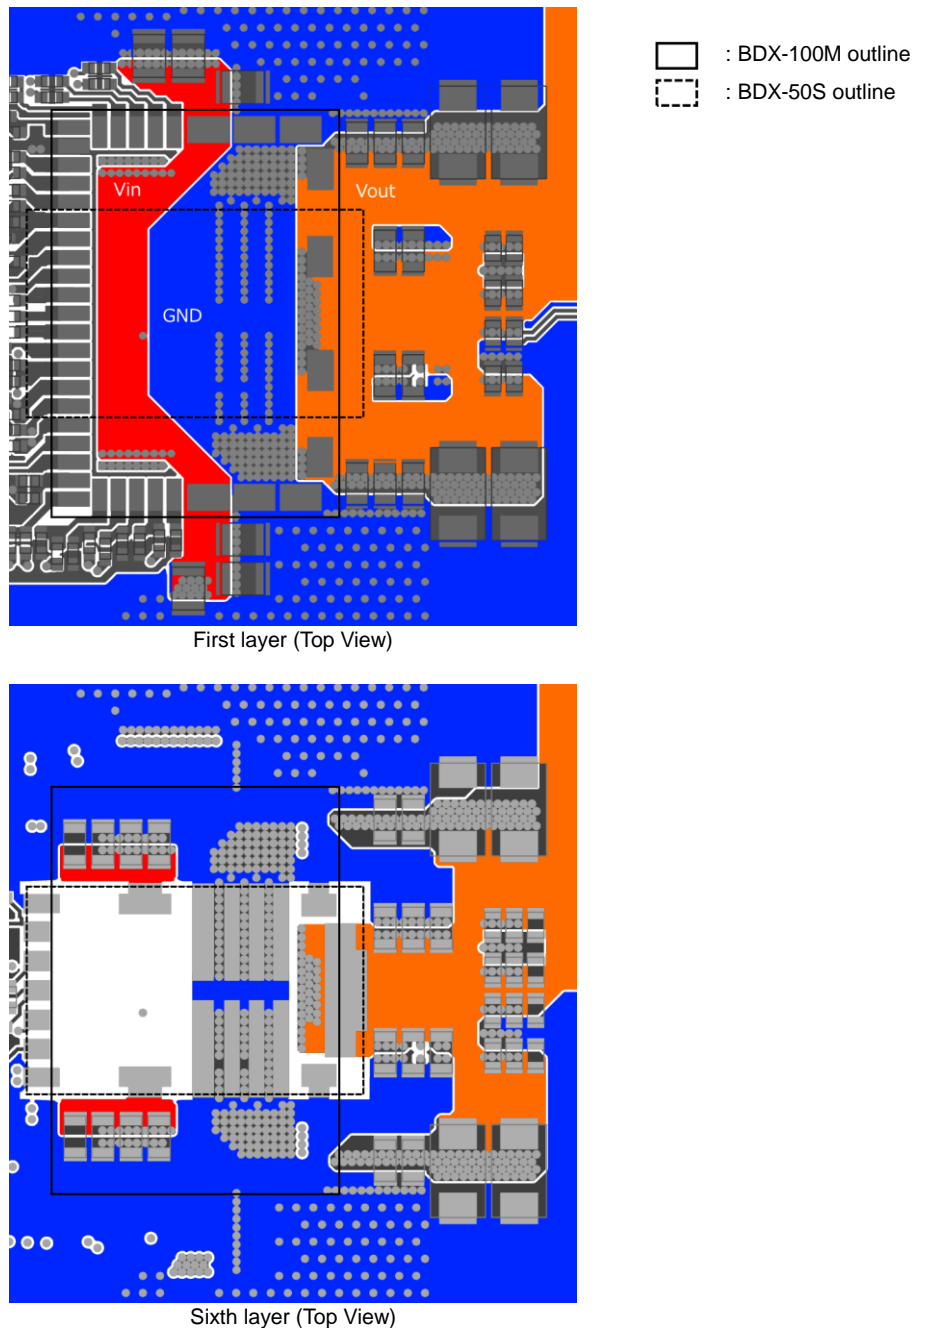 : BDX-100M outline
: BDX-50S outline
Vin
Vout
GND
First layer (Top View)
Sixth layer (Top View)